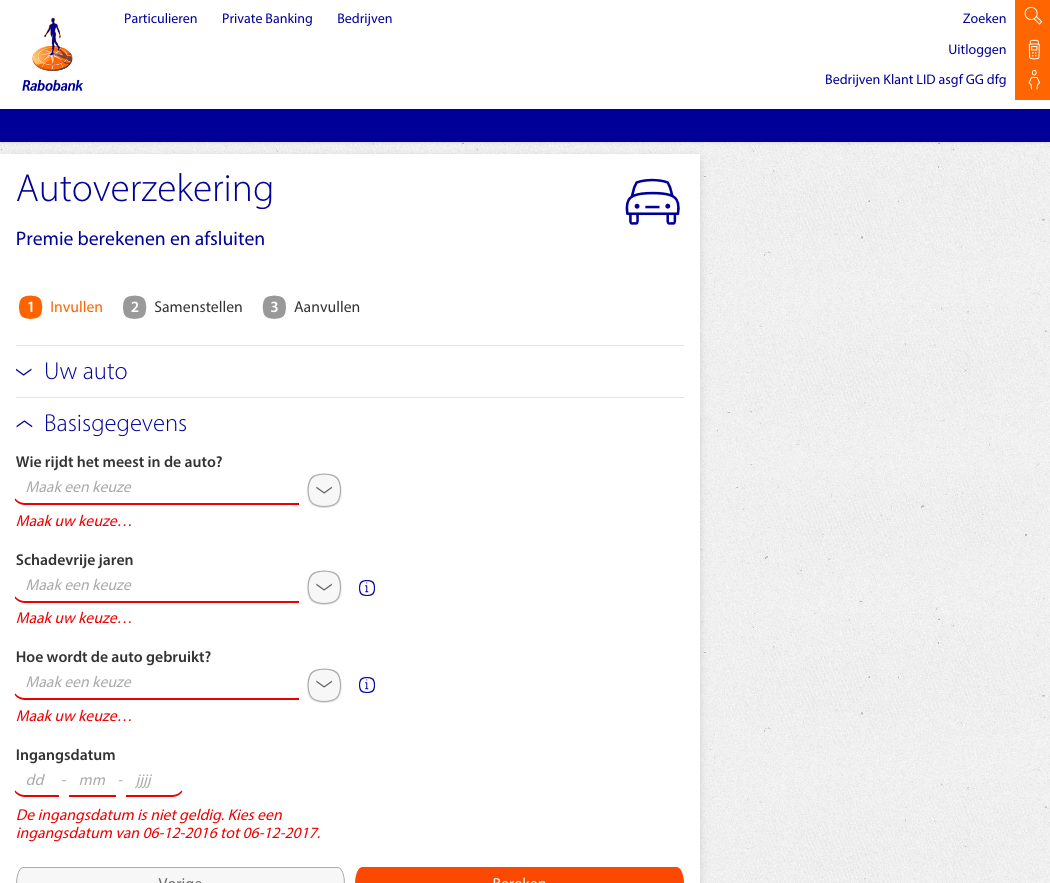 Particulieren Private Banking Bedrijven
Zoeken
Uitloggen
Bedrijven Klant LID asgf GG dfg
Rabobank
Autoverzekering
Premie berekenen en afsluiten
1 Invullen 2 Samenstellen 3 Aanvullen
Uw auto
Basisgegevens
Wie rijdt het meest in de auto?
Maak een keuze
Maak uw keuze…
Schadevrije jaren
Maak een keuze
i
Maak uw keuze…
Hoe wordt de auto gebruikt?
Maak een keuze
i
Maak uw keuze…
Ingangsdatum
dd - mm - jjjj
De ingangsdatum is niet geldig. Kies een
ingangsdatum van 06-12-2016 tot 06-12-2017.
Vorige Bereken